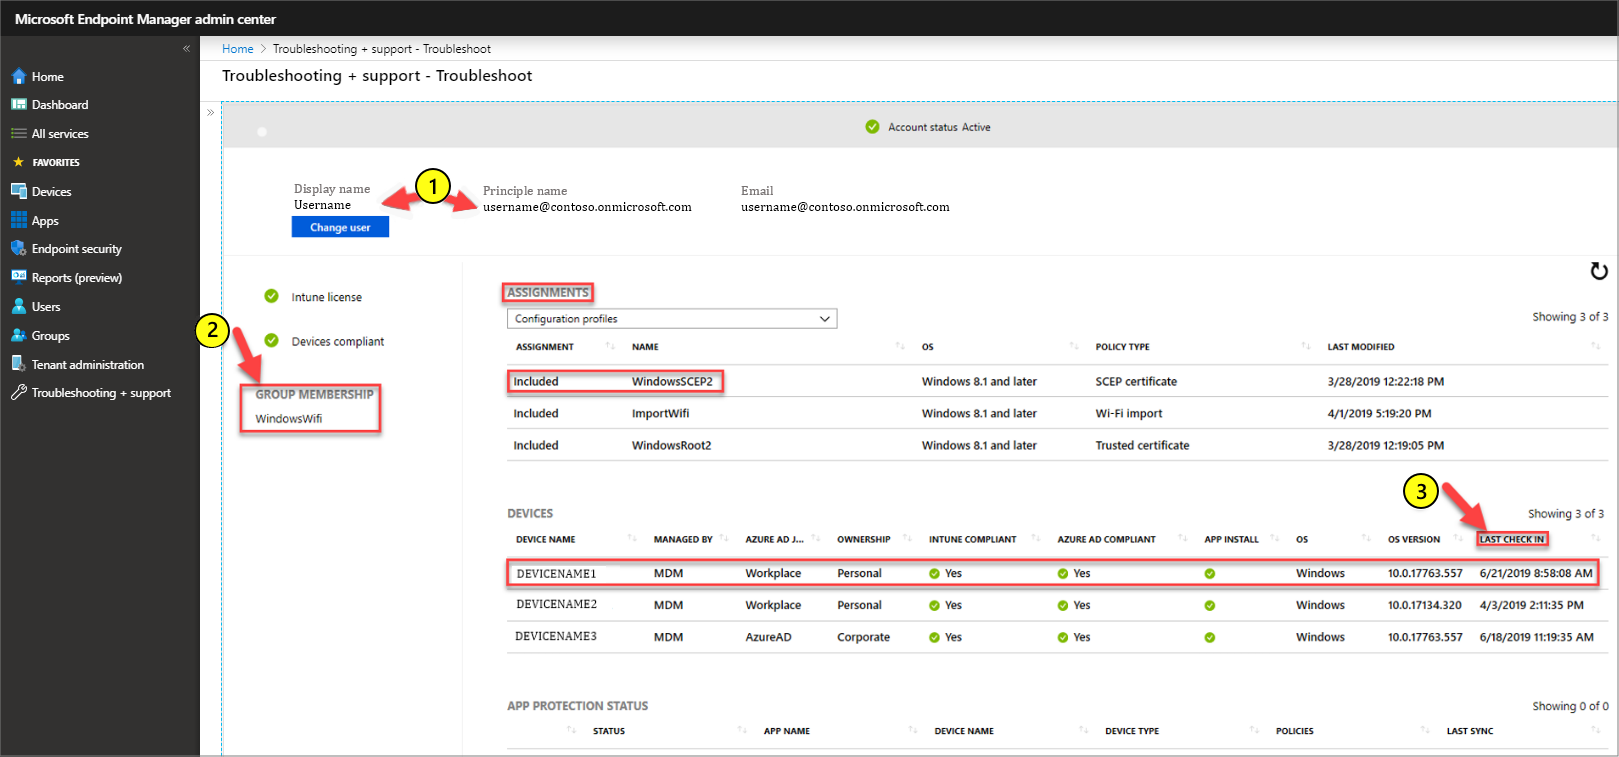 Microsoft Endpoint Manager admin center
«
Home
Dashboard
All services
FAVORITES
Devices
Apps
Endpoint security
Reports (preview)
Users
Groups
Tenant administration
Troubleshooting + support
Home > Troubleshooting + support - Troubleshoot
Troubleshooting + support - Troubleshoot
»
Account status Active
1
Display name
Username
Change user
Principle name
username@contoso.onmicrosoft.com
Email
username@contoso.onmicrosoft.com
Intune license
Devices compliant
2
GROUP MEMBERSHIP
WindowsWifi
ASSIGNMENTS
Configuration profiles
Showing 3 of 3
ASSIGNMENT NAME OS POLICY TYPE LAST MODIFIED
Included WindowsSCEP2 Windows 8.1 and later SCEP certificate 3/28/2019 12:22:18 PM
Included ImportWifi Windows 8.1 and later Wi-Fi import 4/1/2019 5:19:20 PM
Included WindowsRoot2 Windows 8.1 and later Trusted certificate 3/28/2019 12:19:05 PM
3
DEVICES
Showing 3 of 3
DEVICE NAME MANAGED BY AZURE AD J... OWNERSHIP INTUNE COMPLIANT AZURE AD COMPLIANT APP INSTALL OS OS VERSION LAST CHECK IN
DEVICENAME1 MDM Workplace Personal Yes Yes Windows 10.0.17763.557 6/21/2019 8:58:08 AM
DEVICENAME2 MDM Workplace Personal Yes Yes Windows 10.0.17134.320 4/3/2019 2:11:35 PM
DEVICENAME3 MDM AzureAD Corporate Yes Yes Windows 10.0.17763.557 6/18/2019 11:19:35 AM
APP PROTECTION STATUS
Showing 0 of 0
STATUS APP NAME DEVICE NAME DEVICE TYPE POLICIES LAST SYNC